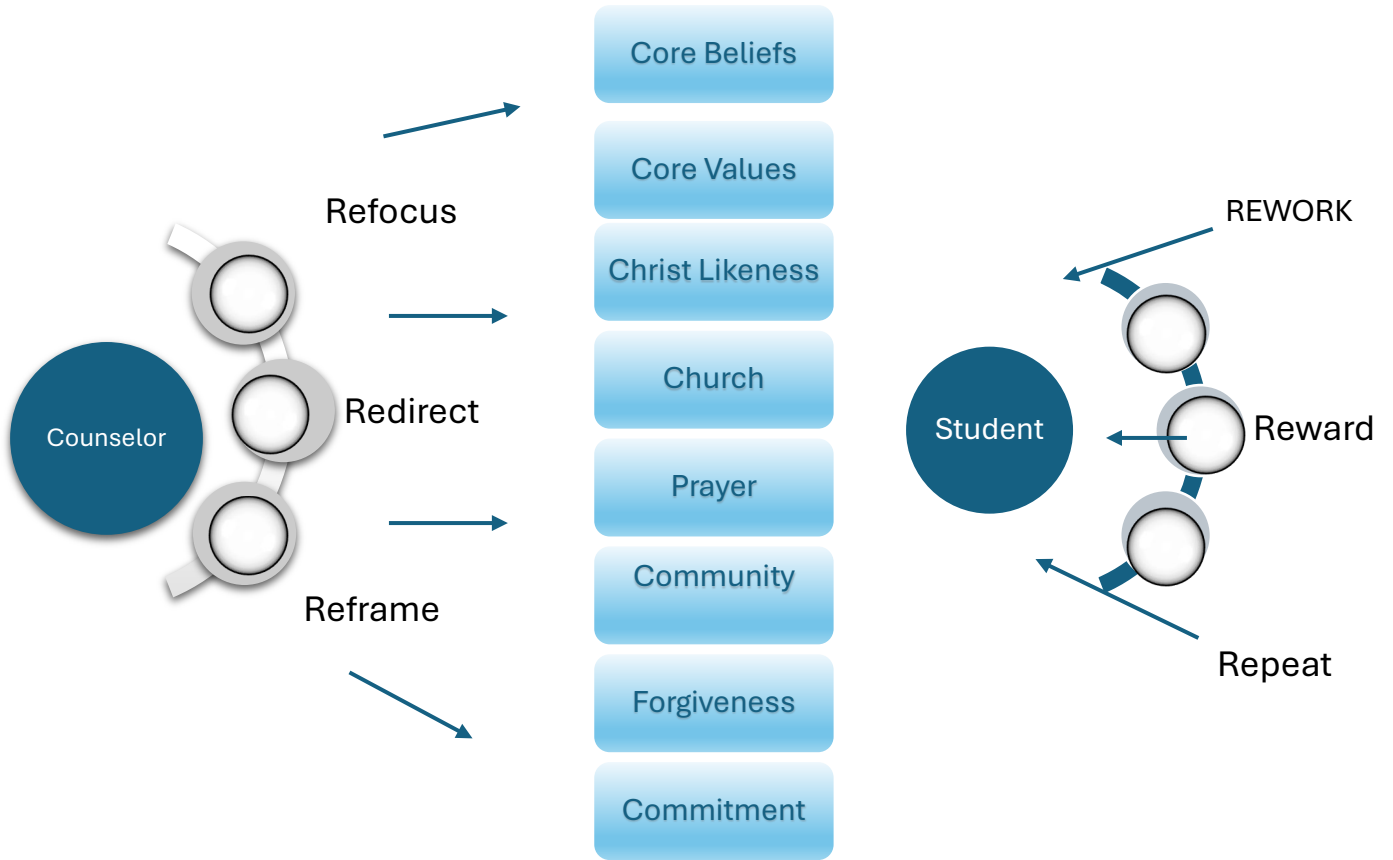 Counselor
Refocus
Redirect
Reframe
Core Beliefs
Core Values
Christ Likeness
Church
Prayer
Community
Forgiveness
Commitment
Student
REWORK
Reward
Repeat